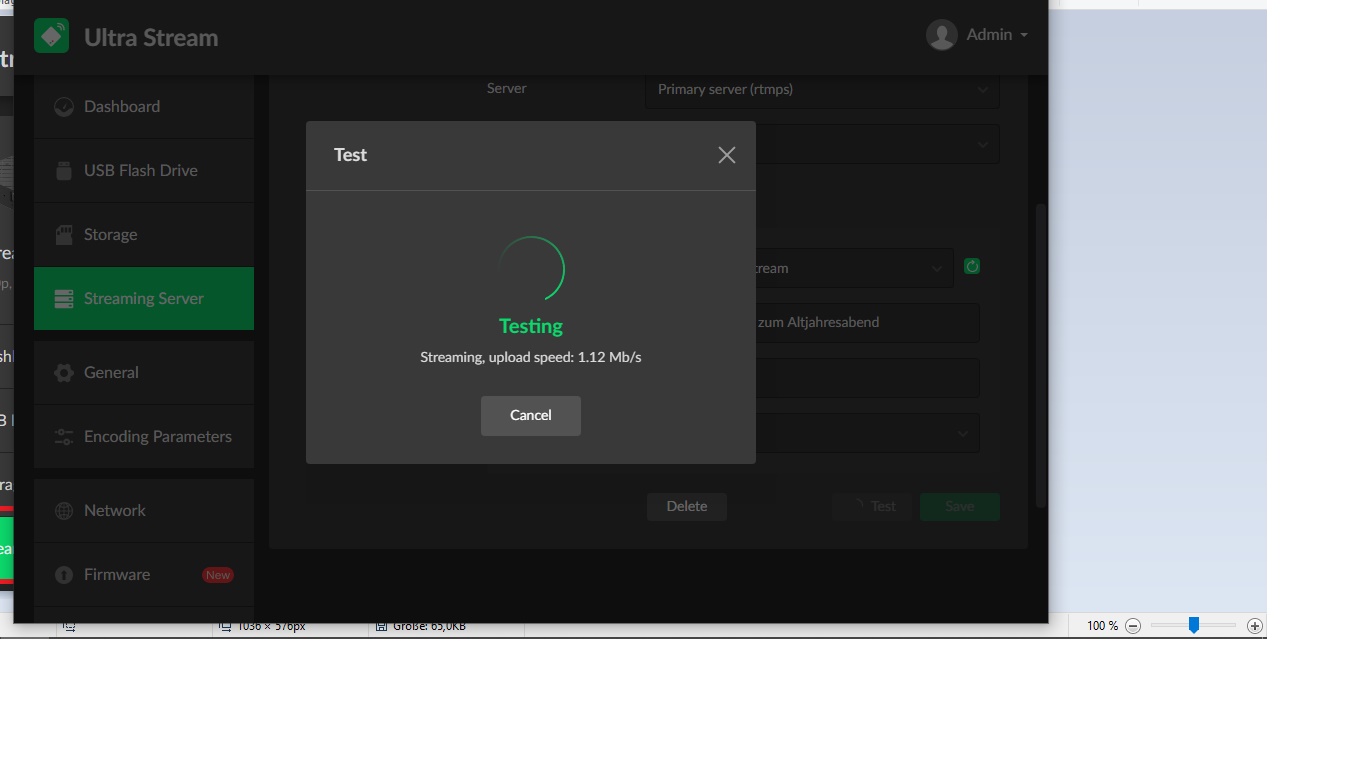 Ultra Stream
Admin
Dashboard
USB Flash Drive
Storage
Streaming Server
General
Encoding Parameters
Network
Firmware
New
Server
Primary server (rtmps)
Test
Testing
Streaming, upload speed: 1.12 Mb/s
Cancel
zum Altjahresabend
Delete
Test
Save
1036 × 576px
Größe: 65,0KB
100 %